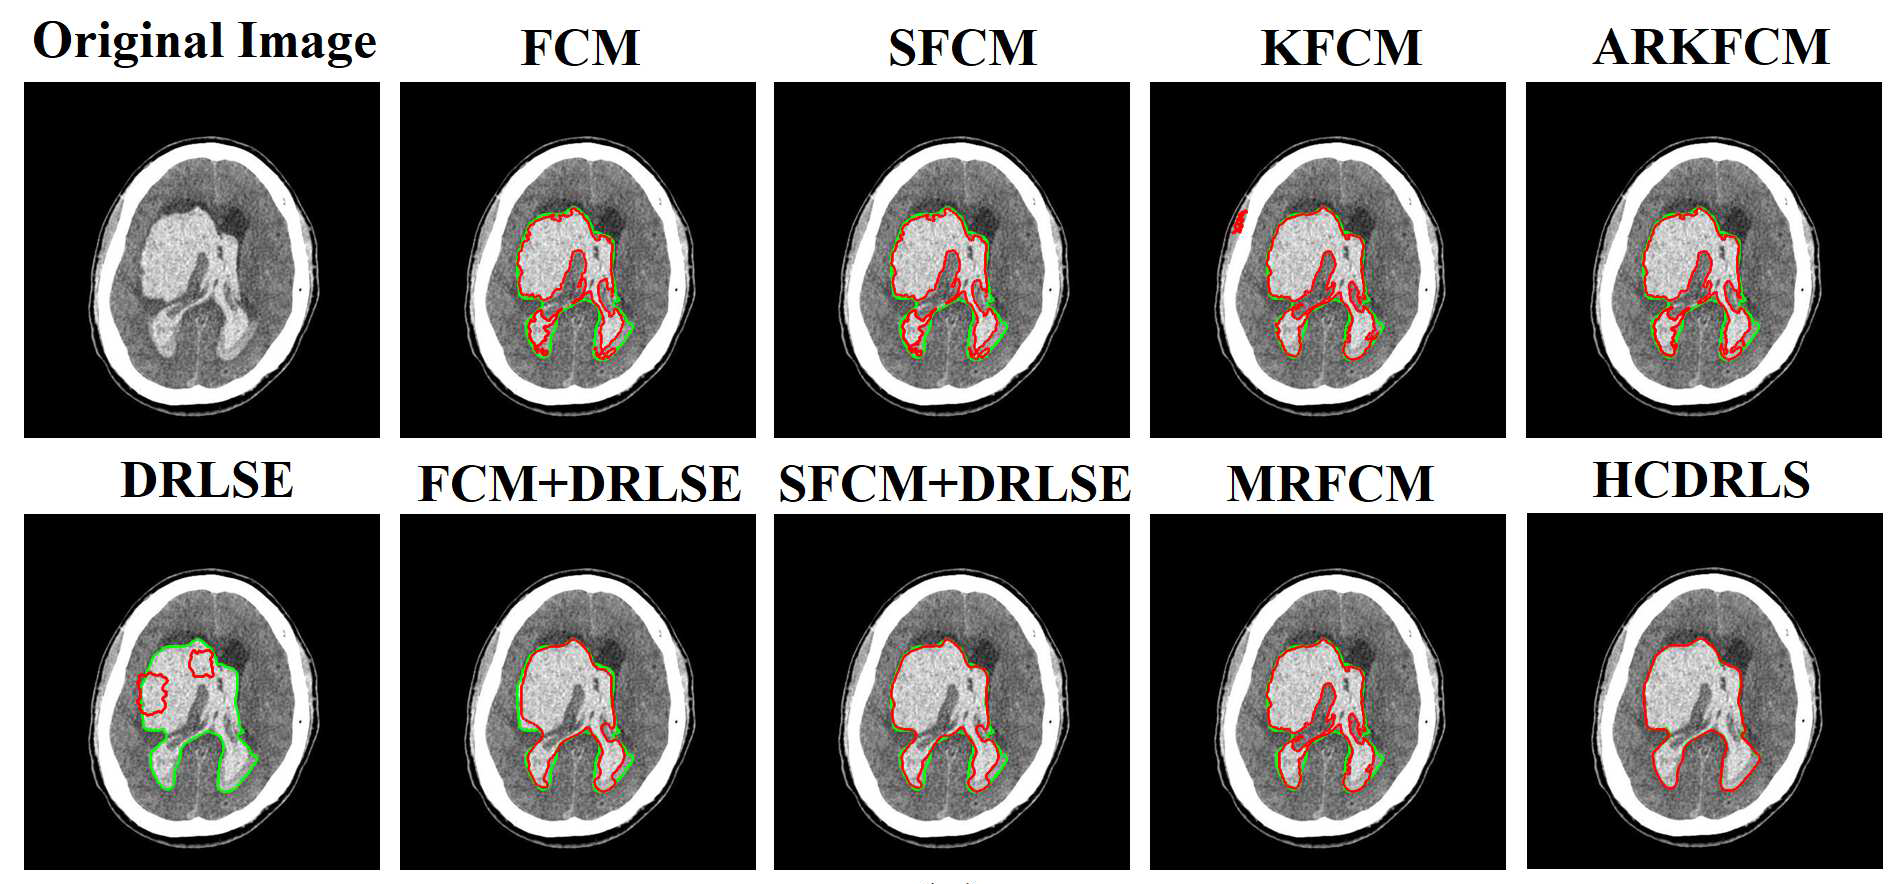 Original Image
FCM
SFCM
KFCM
ARKFCM
DRLSE
FCM+DRLSE
SFCM+DRLSE
MRFCM
HCDRLS